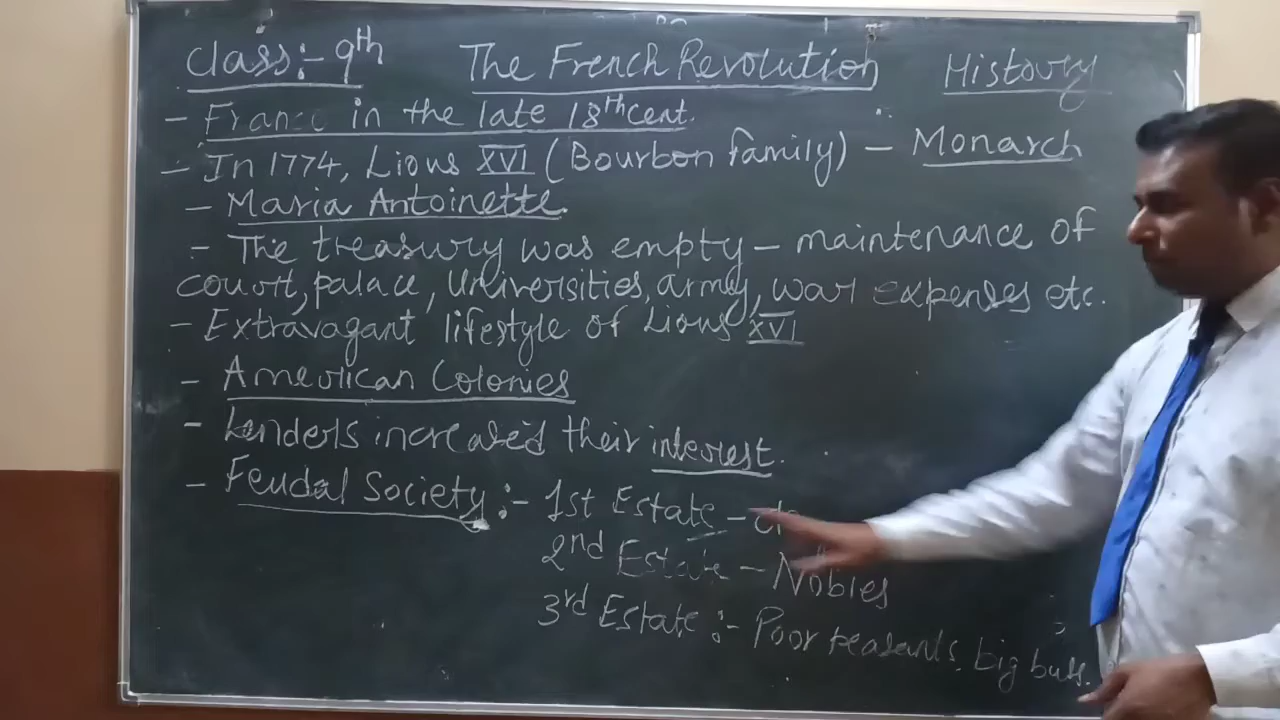 Class:- 9th The French Revolution History
- France in the late 18th cent.
- In 1774, Lious XVI (Bourbon family) - Monarch
- Maria Antoinette.
- The treasury was empty - maintenance of
court, palace, Universities, army, war expenses etc.
- Extravagant lifestyle of Lious XVI
- American Colonies
- Lenders increased their interest.
- Feudal Society :- 1st Estate -
2nd Estate - Nobles
3rd Estate :- Poor peasants, big